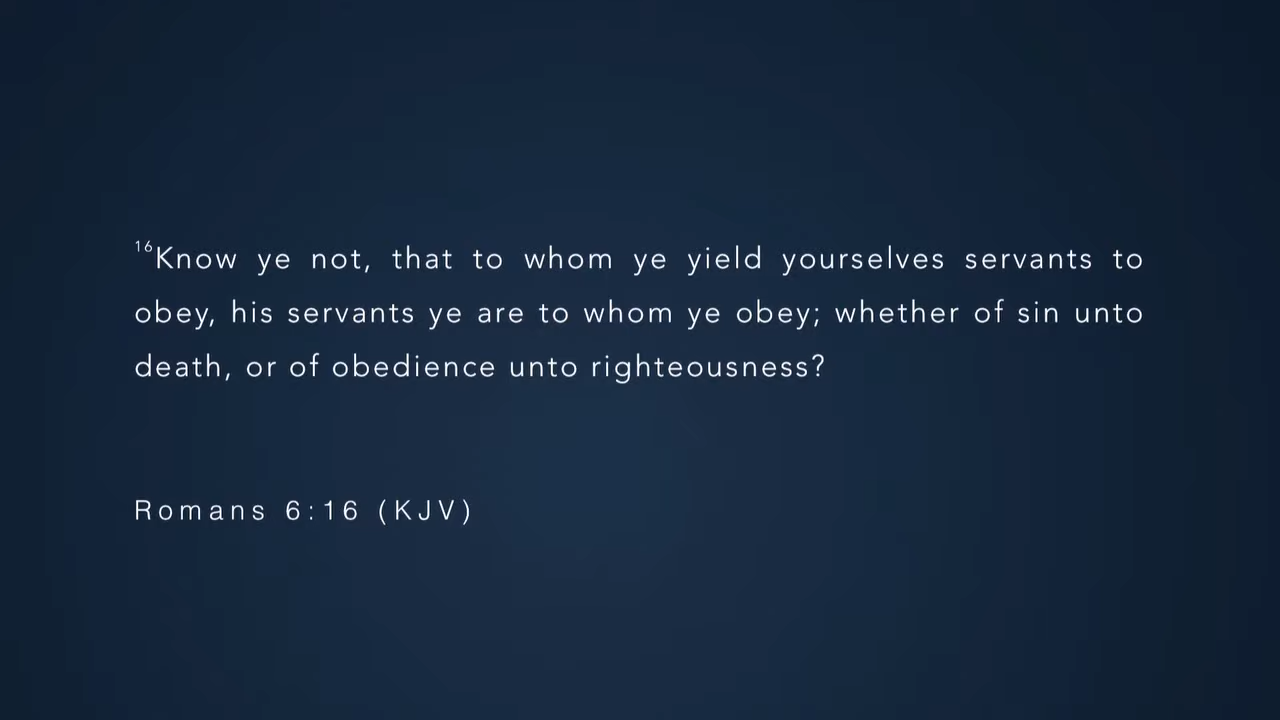 16Know ye not, that to whom ye yield yourselves servants to
obey, his servants ye are to whom ye obey; whether of sin unto
death, or of obedience unto righteousness?
Romans 6:16 (KJV)